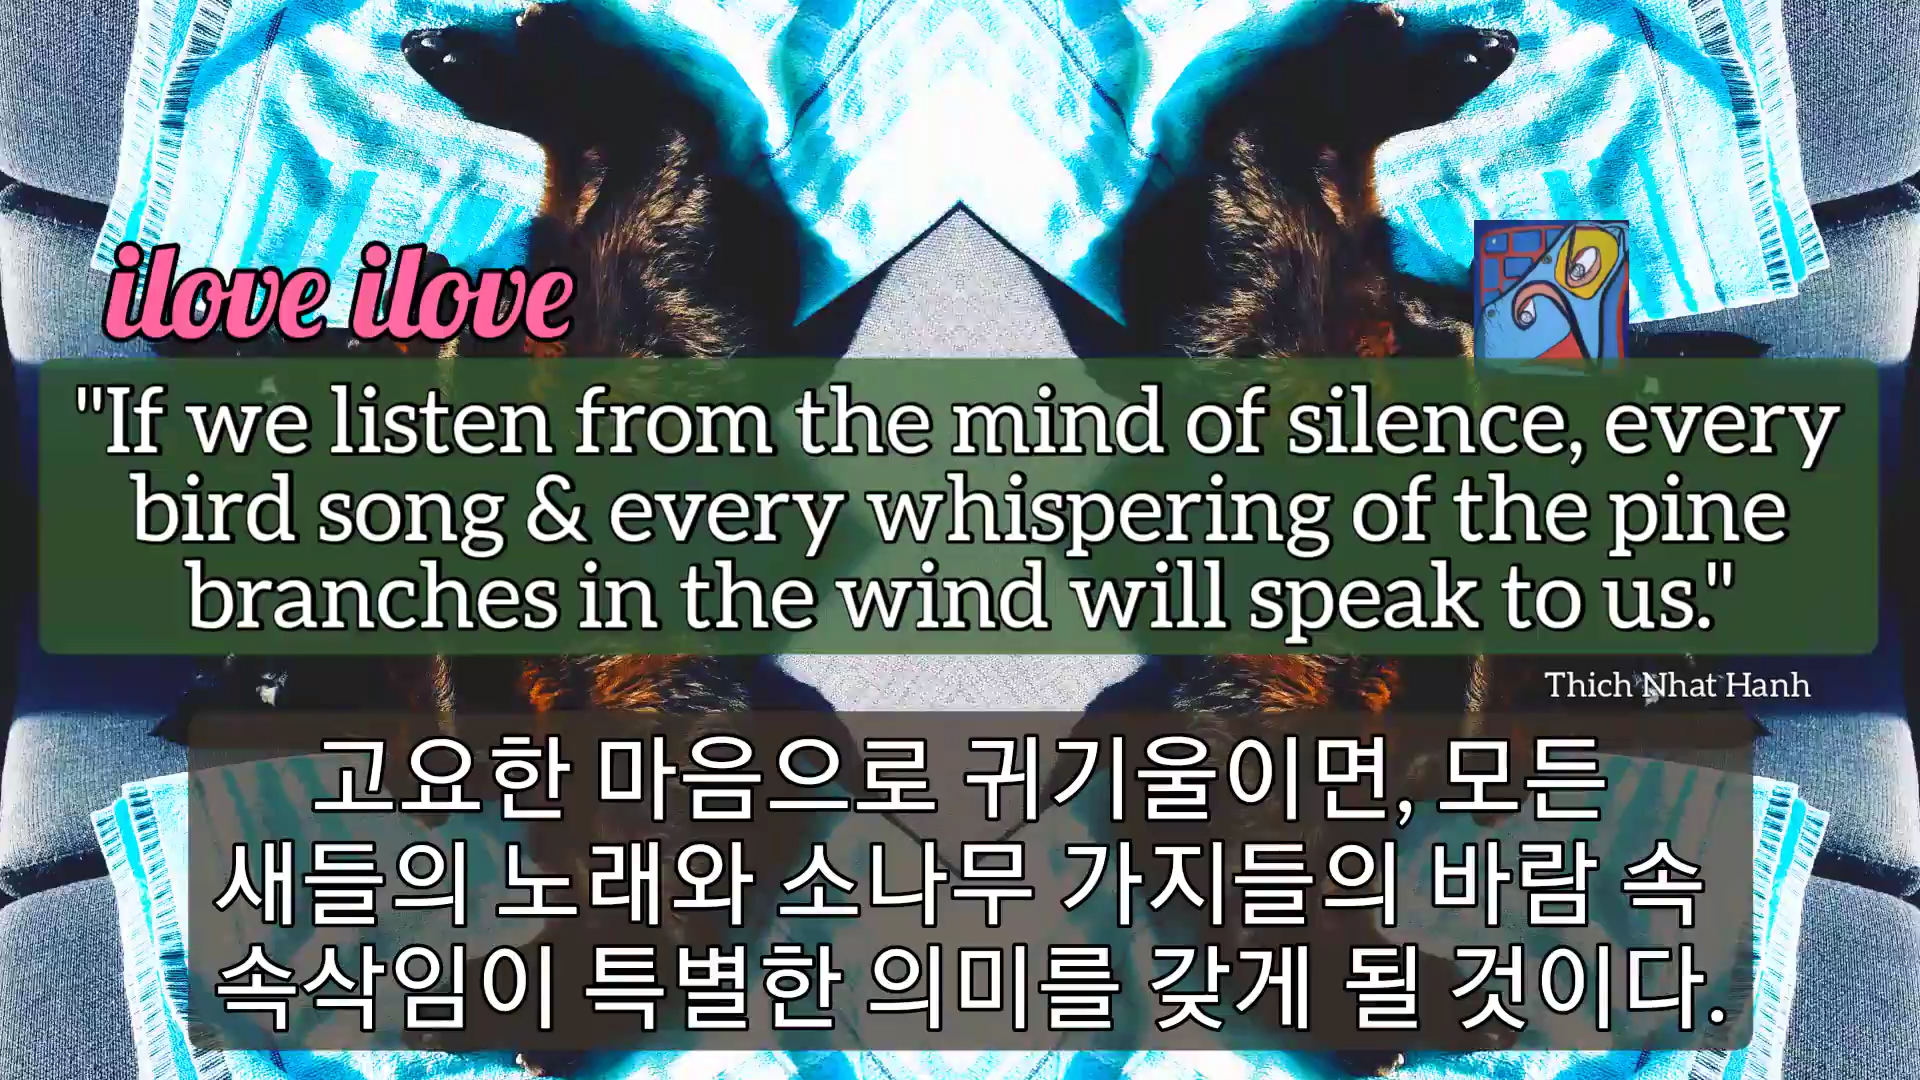 ilove ilove
"If we listen from the mind of silence, every
bird song & every whispering of the pine
branches in the wind will speak to us."
Thich Nhat Hanh
고요한 마음으로 귀기울이면, 모든
새들의 노래와 소나무 가지들의 바람 속
속삭임이 특별한 의미를 갖게 될 것이다.